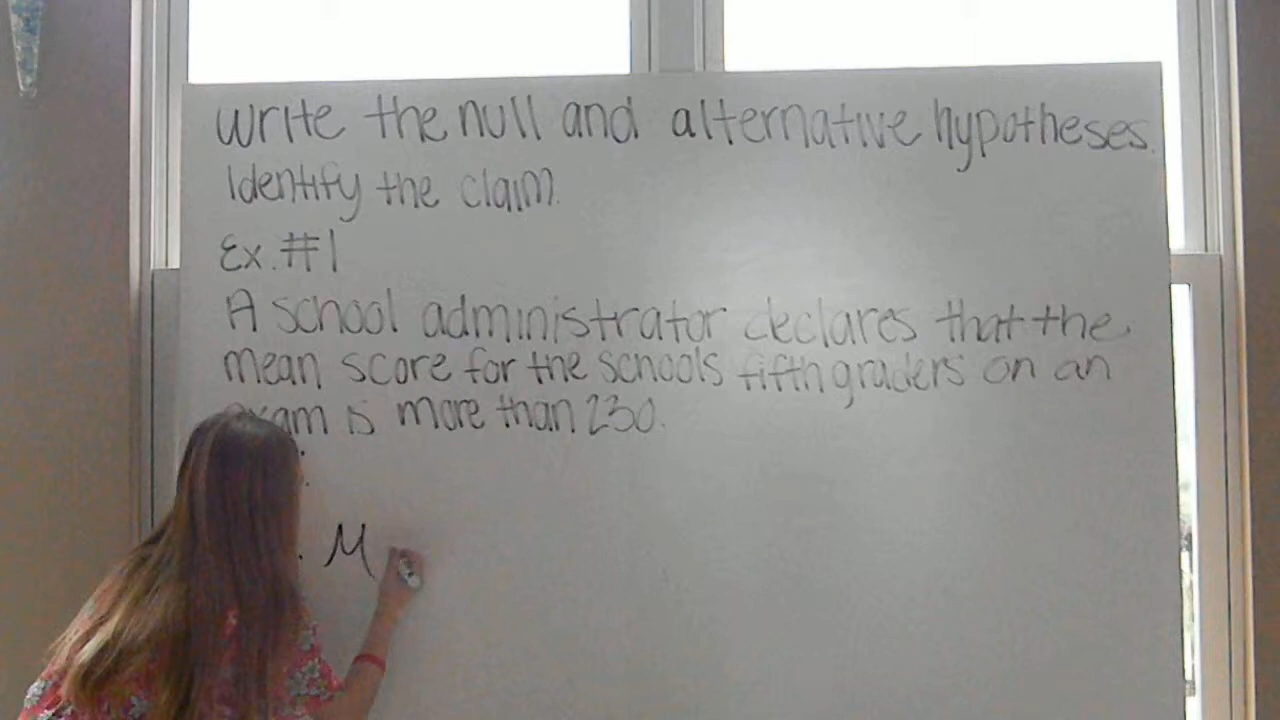 Write the null and alternative hypotheses.
Identify the claim.
Ex. #1
A school administrator declares that the
mean score for the schools fifth graders on an
is more than 230.
M